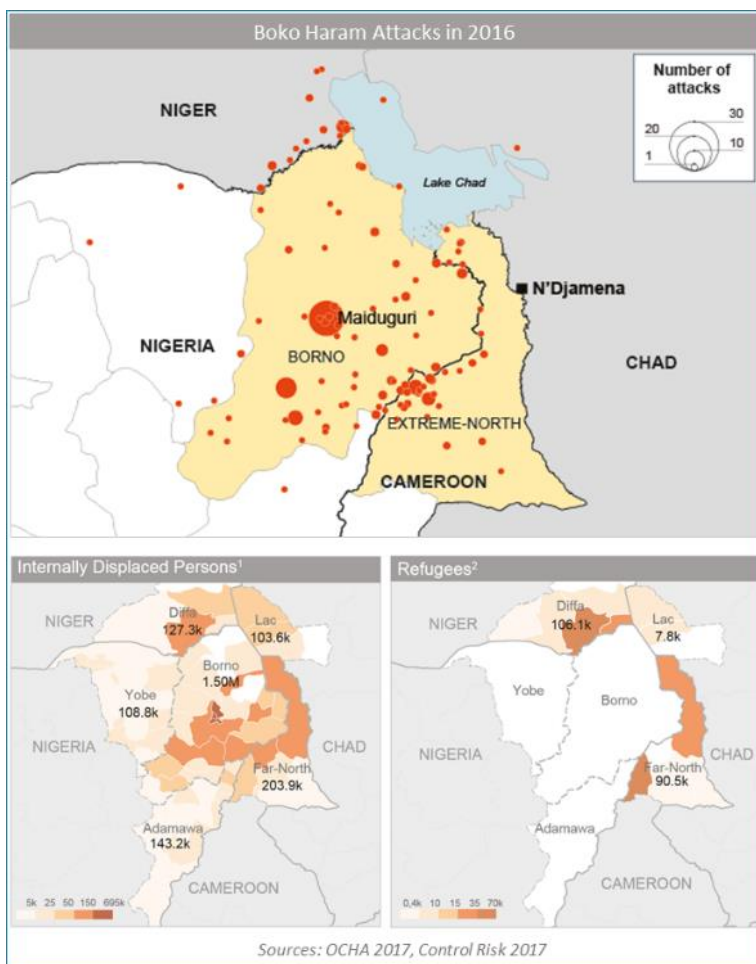 Boko Haram Attacks in 2016
Number of
attacks
30
20
10
1
NIGER
Lake Chad
N'Djamena
Maiduguri
NIGERIA
BORNO
CHAD
EXTREME-NORTH
CAMEROON
Internally Displaced Persons¹
NIGER
Diffa
127.3k
Lac
103.6k
Borno
1.50M
Yobe
108.8k
NIGERIA
CHAD
Far-North
203.9k
Adamawa
143.2k
CAMEROON
5k 25 50 150 695k
Refugees²
NIGER
Diffa
106.1k
Lac
7.8k
Yobe
Borno
NIGERIA
CHAD
Far-North
90.5k
Adamawa
CAMEROON
0,4k 10 15 35 70k
Sources: OCHA 2017, Control Risk 2017